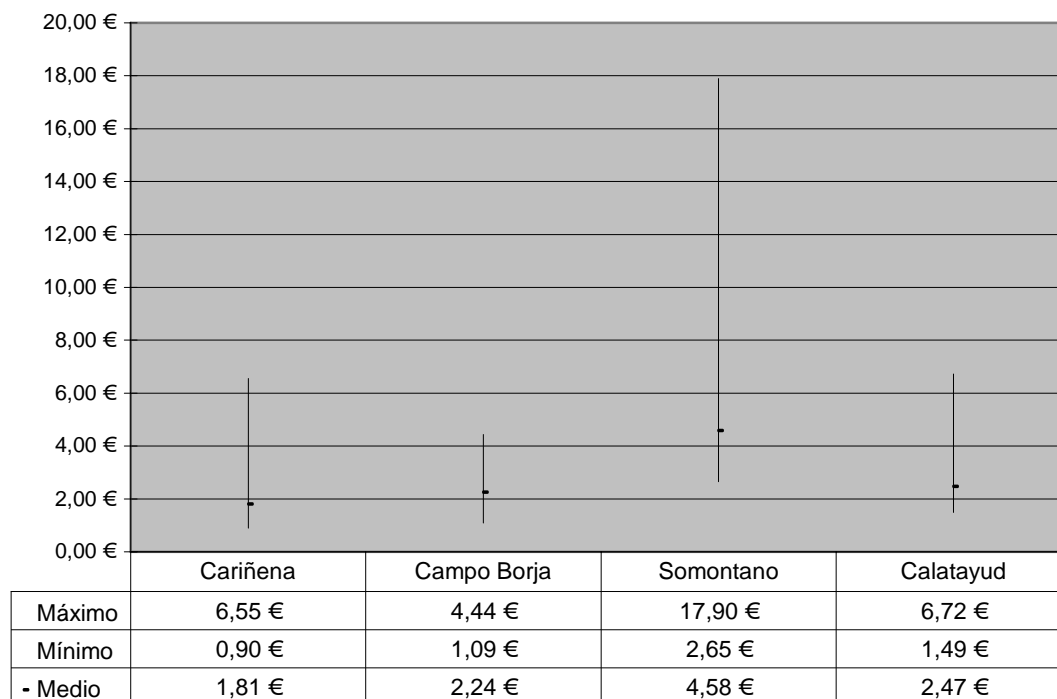 20,00 €
18,00 €
16,00 €
14,00 €
12,00 €
10,00 €
8,00 €
6,00 €
4,00 €
2,00 €
0,00 €
Cariñena Campo Borja Somontano Calatayud
Máximo 6,55 € 4,44 € 17,90 € 6,72 €
Mínimo 0,90 € 1,09 € 2,65 € 1,49 €
Medio 1,81 € 2,24 € 4,58 € 2,47 €